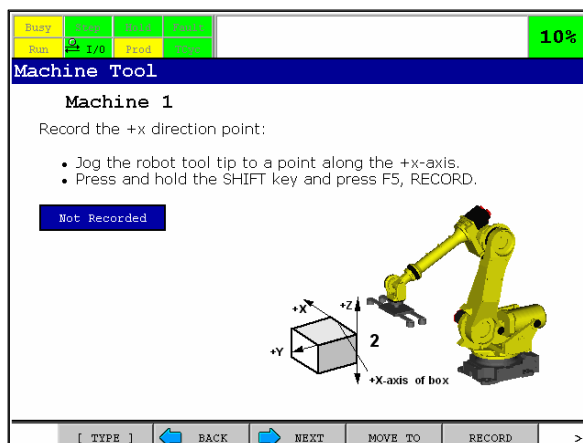 Busy Step Hold Fault
Run I/O Prod TCyc
10%
Machine Tool
Machine 1
Record the +x direction point:
• Jog the robot tool tip to a point along the +x-axis.
• Press and hold the SHIFT key and press F5, RECORD.
Not Recorded
+X
+Z
2
+Y
+X-axis of box
[ TYPE ] BACK NEXT MOVE TO RECORD >